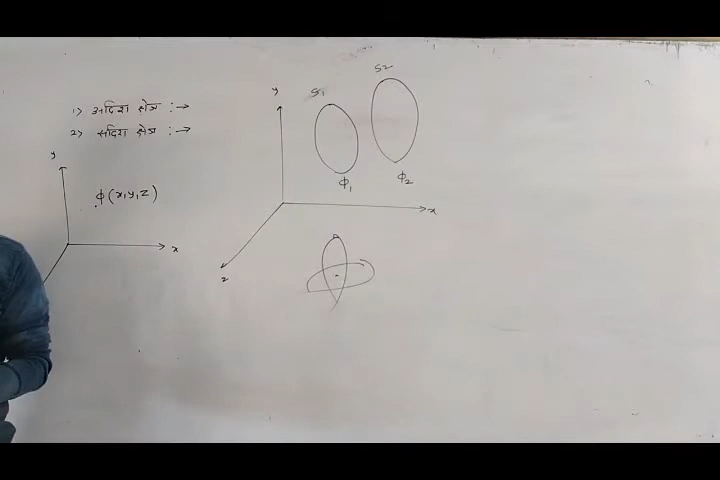 1) अदिश क्षेत्र :→
2) सदिश क्षेत्र :→
y
ϕ(x,y,z)
x
y
S1
S2
ϕ1
ϕ2
x
z